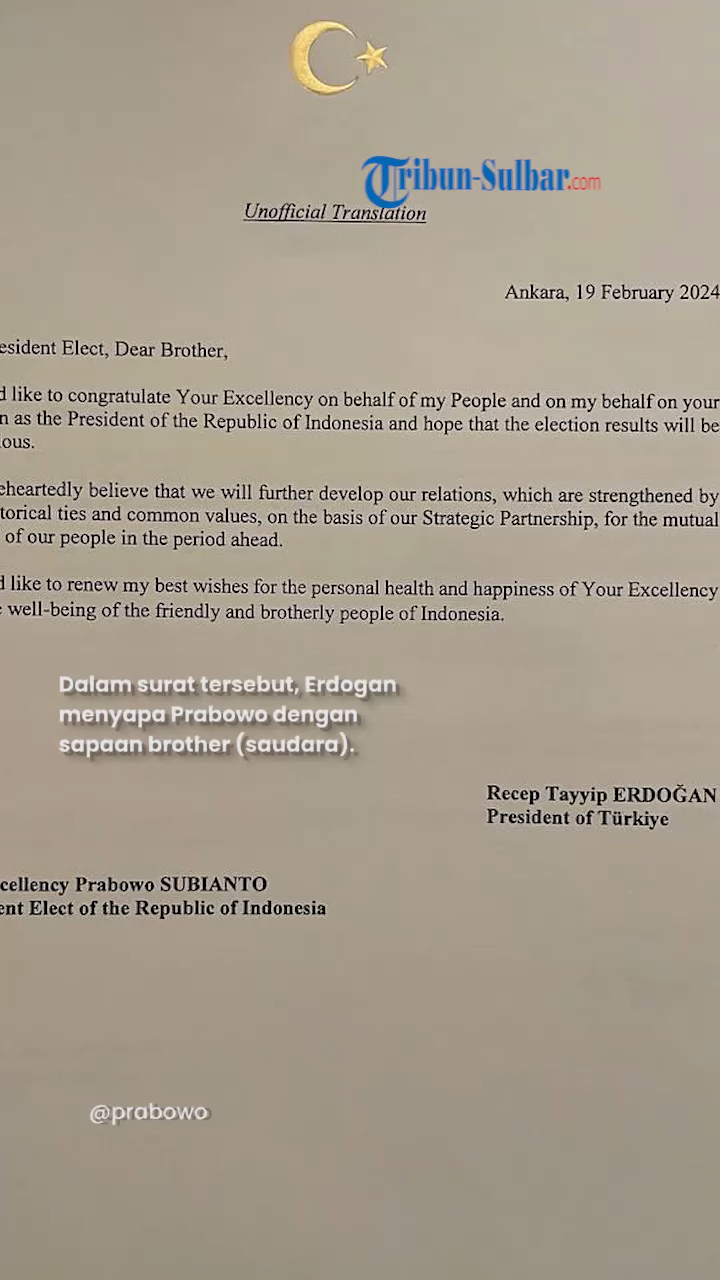 Tribun-Sulbar.com
Unofficial Translation
Ankara, 19 February 2024
esident Elect, Dear Brother,
d like to congratulate Your Excellency on behalf of my People and on my behalf on your
n as the President of the Republic of Indonesia and hope that the election results will be
ous.
eheartedly believe that we will further develop our relations, which are strengthened by
torical ties and common values, on the basis of our Strategic Partnership, for the mutual
of our people in the period ahead.
d like to renew my best wishes for the personal health and happiness of Your Excellency
e well-being of the friendly and brotherly people of Indonesia.
Dalam surat tersebut, Erdogan
menyapa Prabowo dengan
sapaan brother (saudara).
Recep Tayyip ERDOĞAN
President of Türkiye
cellency Prabowo SUBIANTO
ent Elect of the Republic of Indonesia
@prabowo